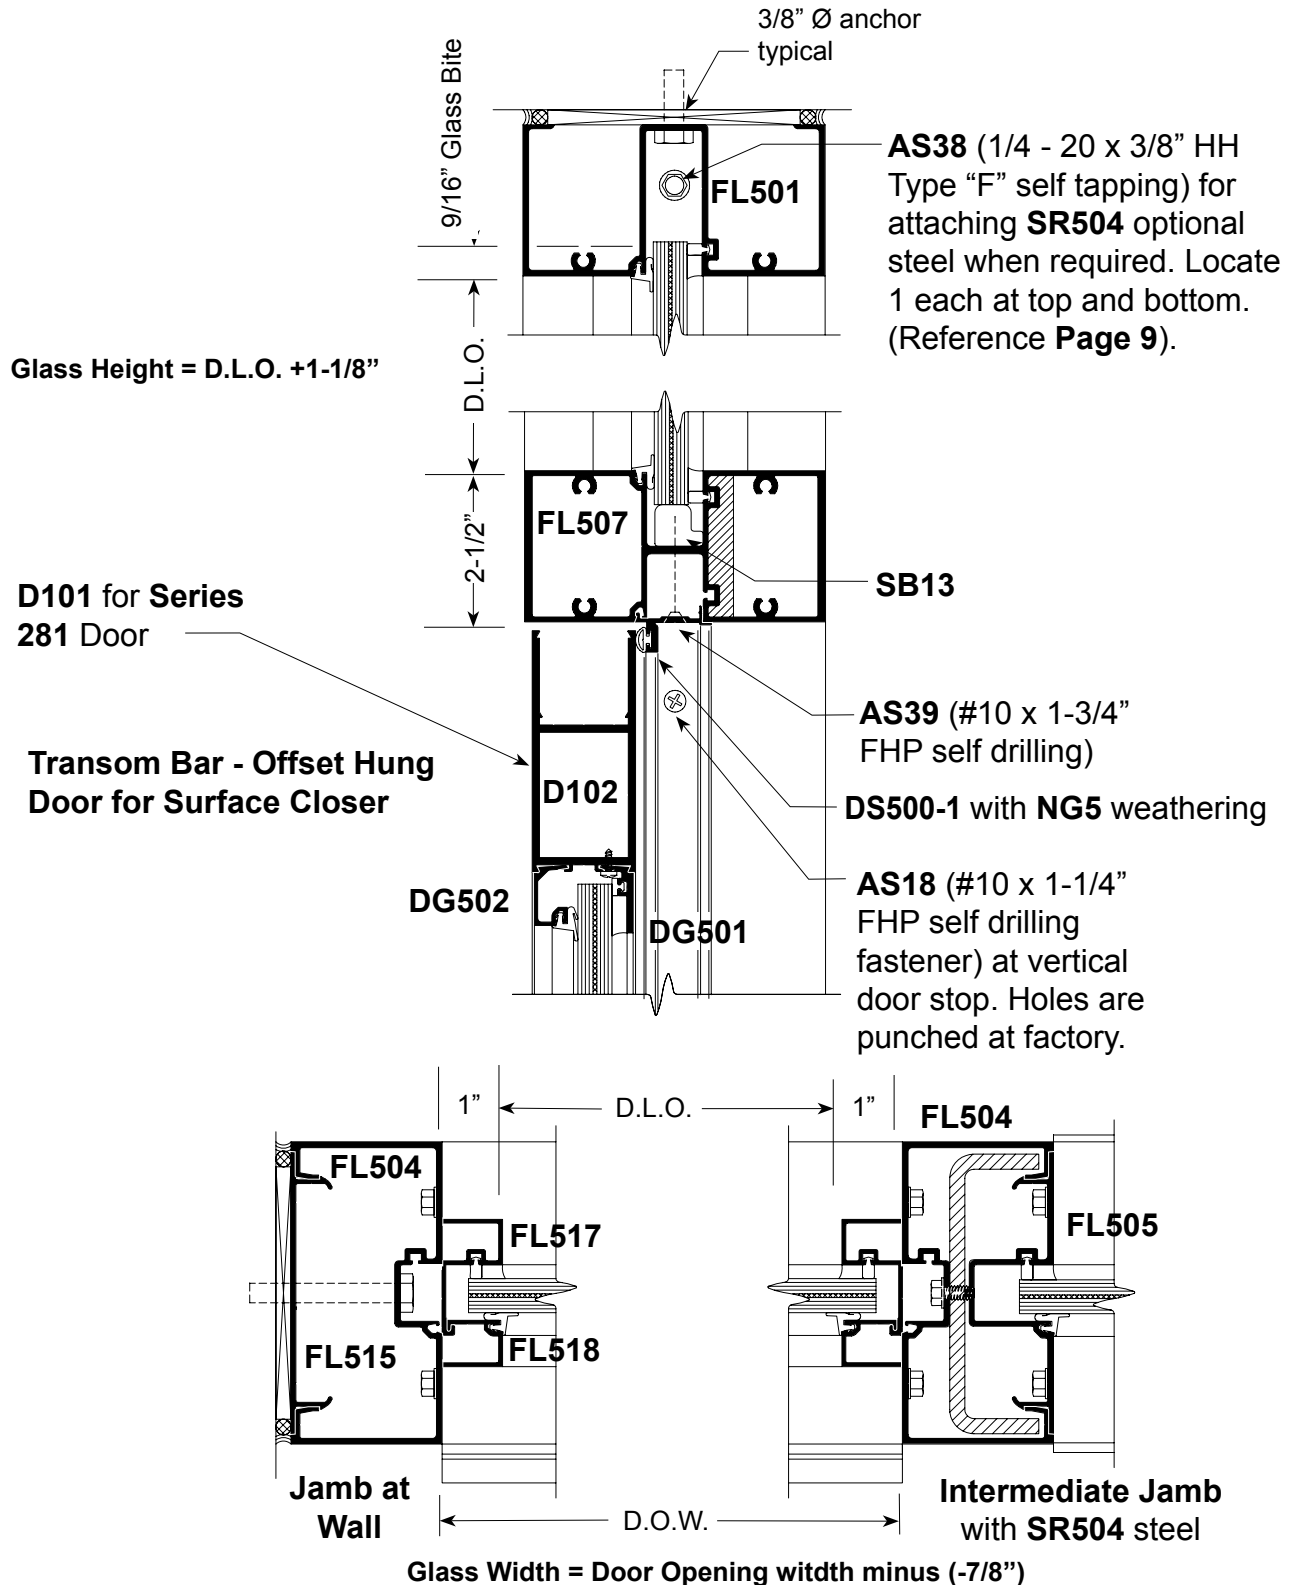 3/8” Ø anchor
typical
9/16” Glass Bite
AS38 (1/4 - 20 x 3/8” HH
Type “F” self tapping) for
attaching SR504 optional
steel when required. Locate
1 each at top and bottom.
(Reference Page 9).
FL501
D.L.O.
Glass Height = D.L.O. +1-1/8”
FL507
2-1/2”
SB13
D101 for Series
281 Door
AS39 (#10 x 1-3/4”
FHP self drilling)
Transom Bar - Offset Hung
Door for Surface Closer
D102
DS500-1 with NG5 weathering
DG502
DG501
AS18 (#10 x 1-1/4”
FHP self drilling
fastener) at vertical
door stop. Holes are
punched at factory.
1”
D.L.O.
1”
FL504
FL504
FL517
FL505
FL515
FL518
Jamb at
Wall
Intermediate Jamb
with SR504 steel
D.O.W.
Glass Width = Door Opening witdth minus (-7/8”)